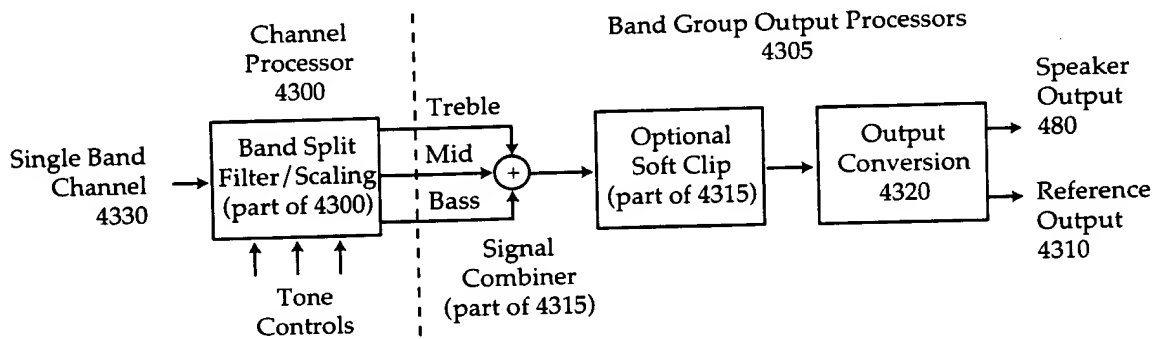 Channel
Processor
4300
Band Group Output Processors
4305
Single Band
Channel
4330
Band Split
Filter/Scaling
(part of 4300)
Tone
Controls
Treble
Mid
Bass
+
Signal
Combiner
(part of 4315)
Optional
Soft Clip
(part of 4315)
Output
Conversion
4320
Speaker
Output
480
Reference
Output
4310